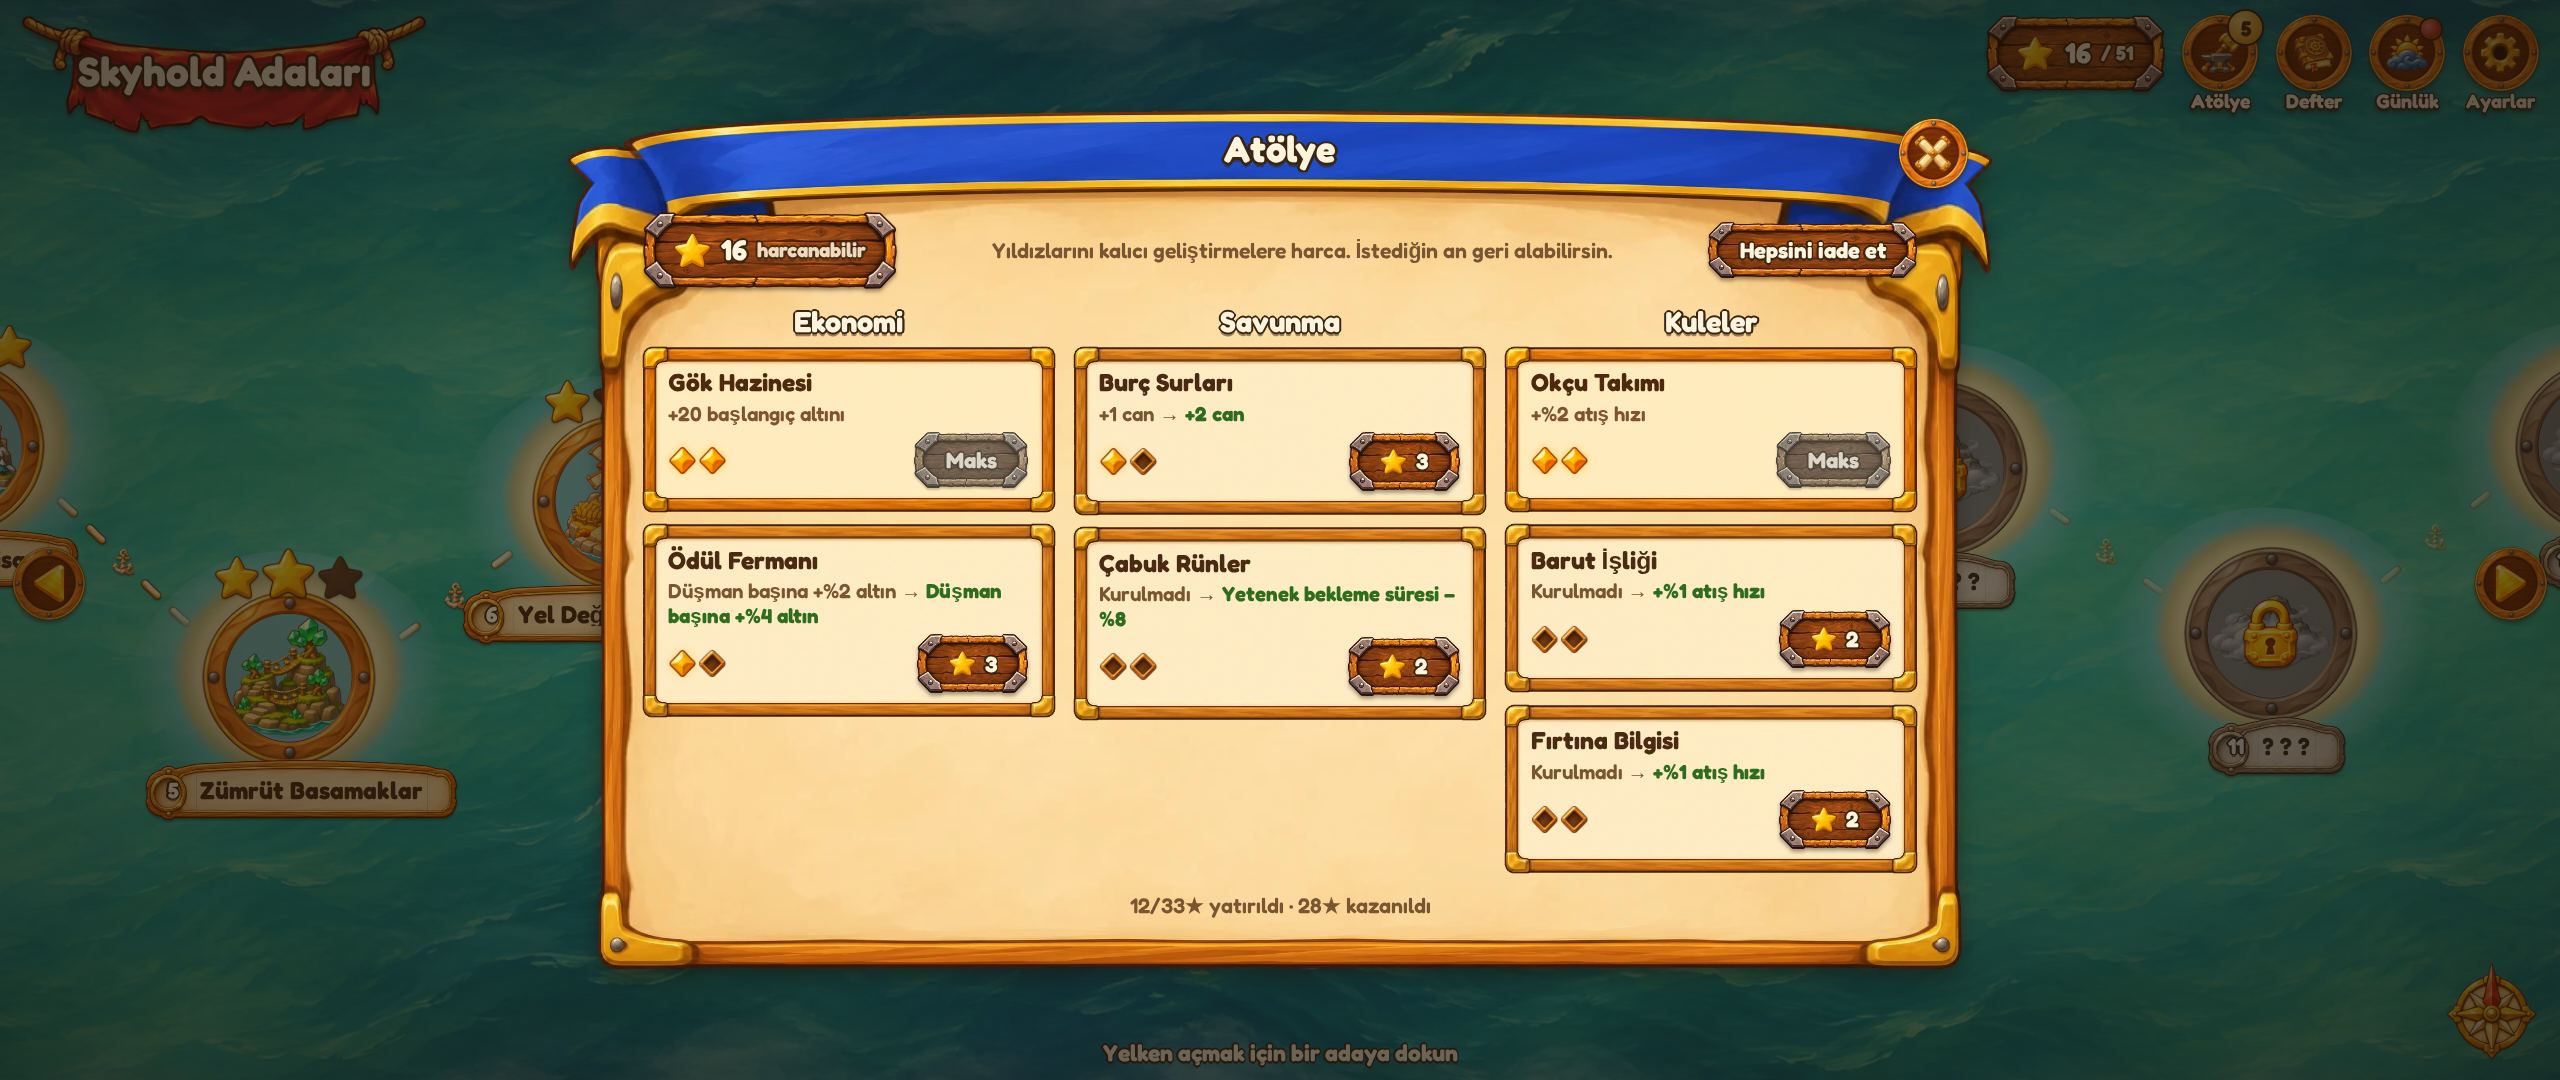 Skyhold Adaları
16 / 51
5
Atölye
Defter
Günlük
Ayarlar
Atölye
16 harcanabilir
Yıldızlarını kalıcı geliştirmelere harca. İstediğin an geri alabilirsin.
Hepsini iade et
Ekonomi
Gök Hazinesi
+20 başlangıç altını
Maks
Ödül Fermanı
Düşman başına +%2 altın → Düşman
başına +%4 altın
3
Savunma
Burç Surları
+1 can → +2 can
3
Çabuk Rünler
Kurulmadı → Yetenek bekleme süresi –
%8
2
Kuleler
Okçu Takımı
+%2 atış hızı
Maks
Barut İşliği
Kurulmadı → +%1 atış hızı
2
Fırtına Bilgisi
Kurulmadı → +%1 atış hızı
2
12/33★ yatırıldı · 28★ kazanıldı
5 Zümrüt Basamaklar
6 Yel Değ
?
11 ???
Yelken açmak için bir adaya dokun